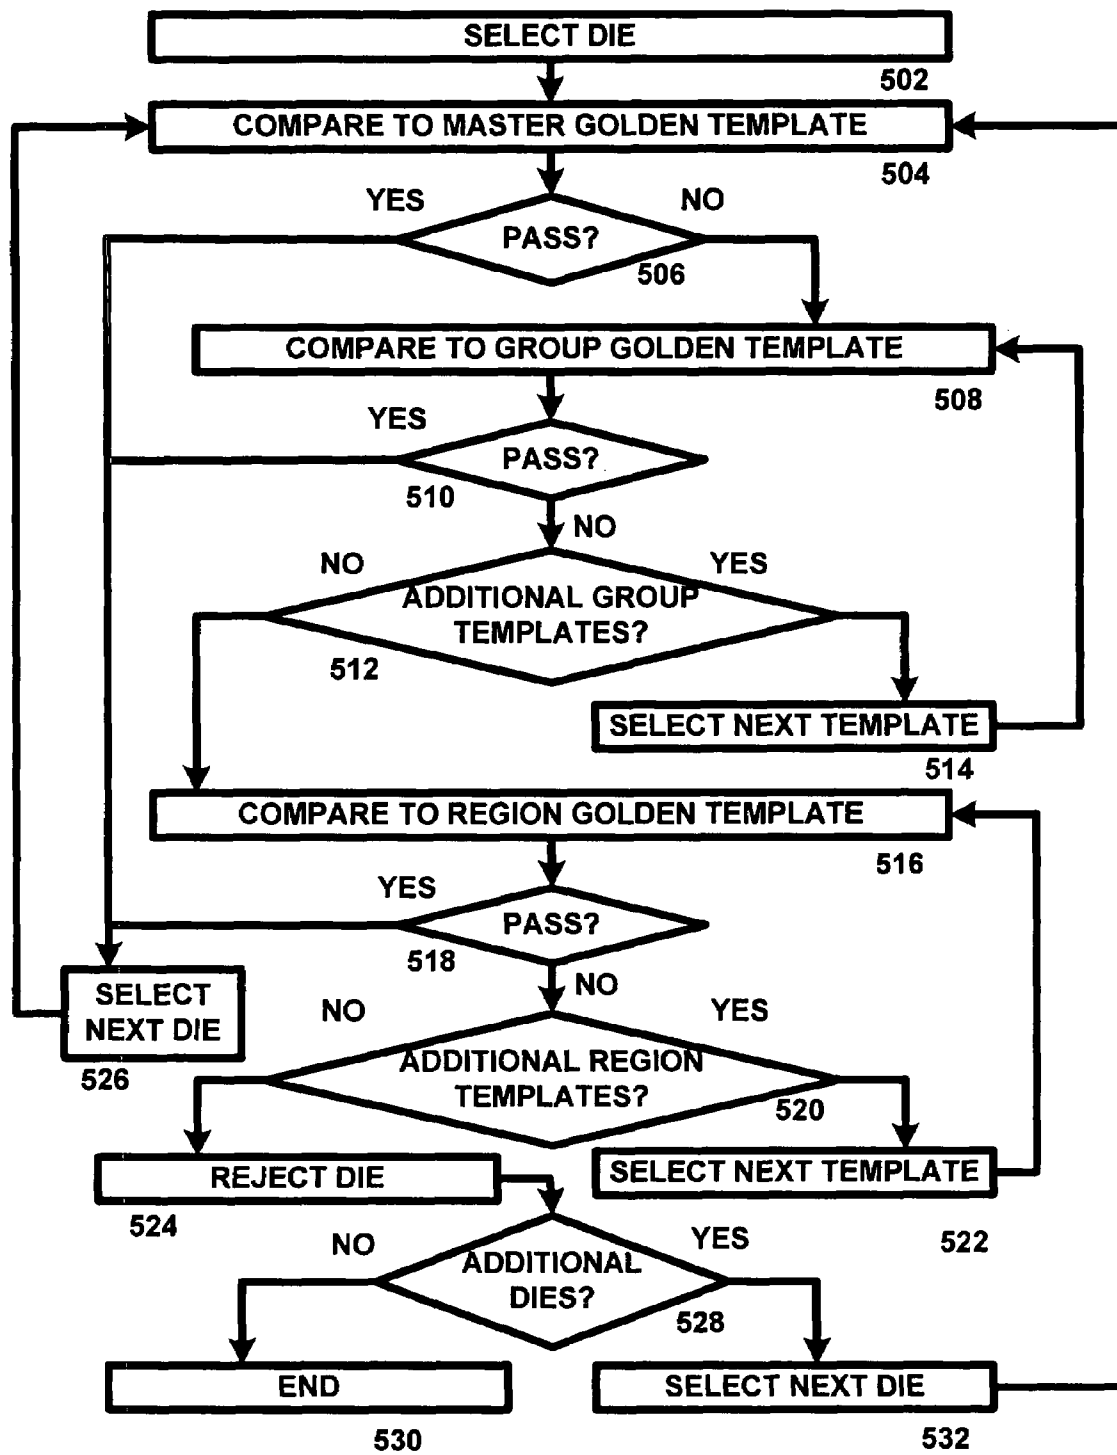 SELECT DIE
502
COMPARE TO MASTER GOLDEN TEMPLATE
504
YES
NO
PASS?
506
COMPARE TO GROUP GOLDEN TEMPLATE
508
YES
PASS?
510
NO
NO
YES
ADDITIONAL GROUP
TEMPLATES?
512
SELECT NEXT TEMPLATE
514
COMPARE TO REGION GOLDEN TEMPLATE
516
YES
PASS?
518
NO
SELECT
NEXT DIE
526
NO
YES
ADDITIONAL REGION
TEMPLATES?
520
REJECT DIE
524
SELECT NEXT TEMPLATE
522
NO
YES
ADDITIONAL
DIES?
528
END
530
SELECT NEXT DIE
532